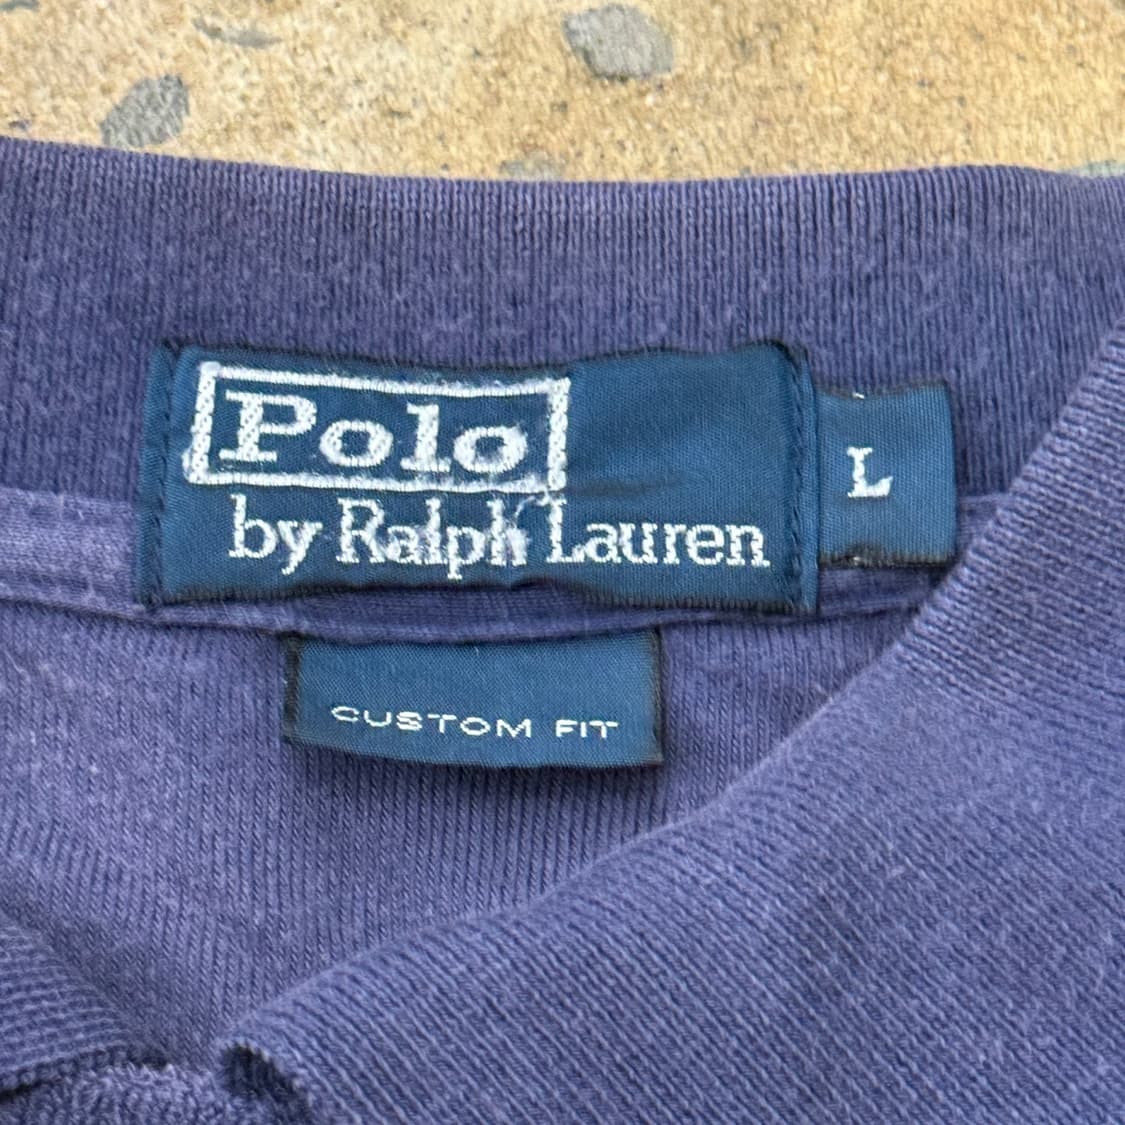 Polo
by Ralph Lauren
L
CUSTOM FIT